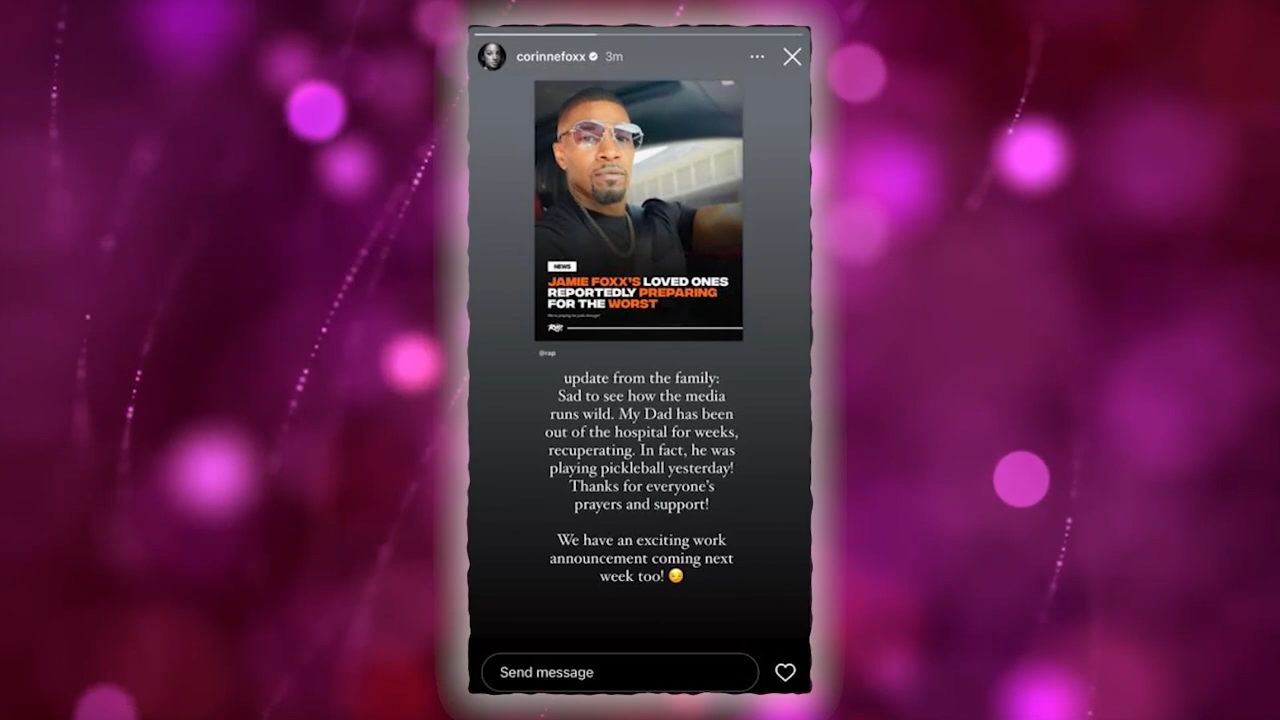 corinnefoxx 3m
NEWS
JAMIE FOXX'S LOVED ONES
REPORTEDLY PREPARING
FOR THE WORST
@rap
update from the family:
Sad to see how the media
runs wild. My Dad has been
out of the hospital for weeks,
recuperating. In fact, he was
playing pickleball yesterday!
Thanks for everyone's
prayers and support!
We have an exciting work
announcement coming next
week too! 😏
Send message